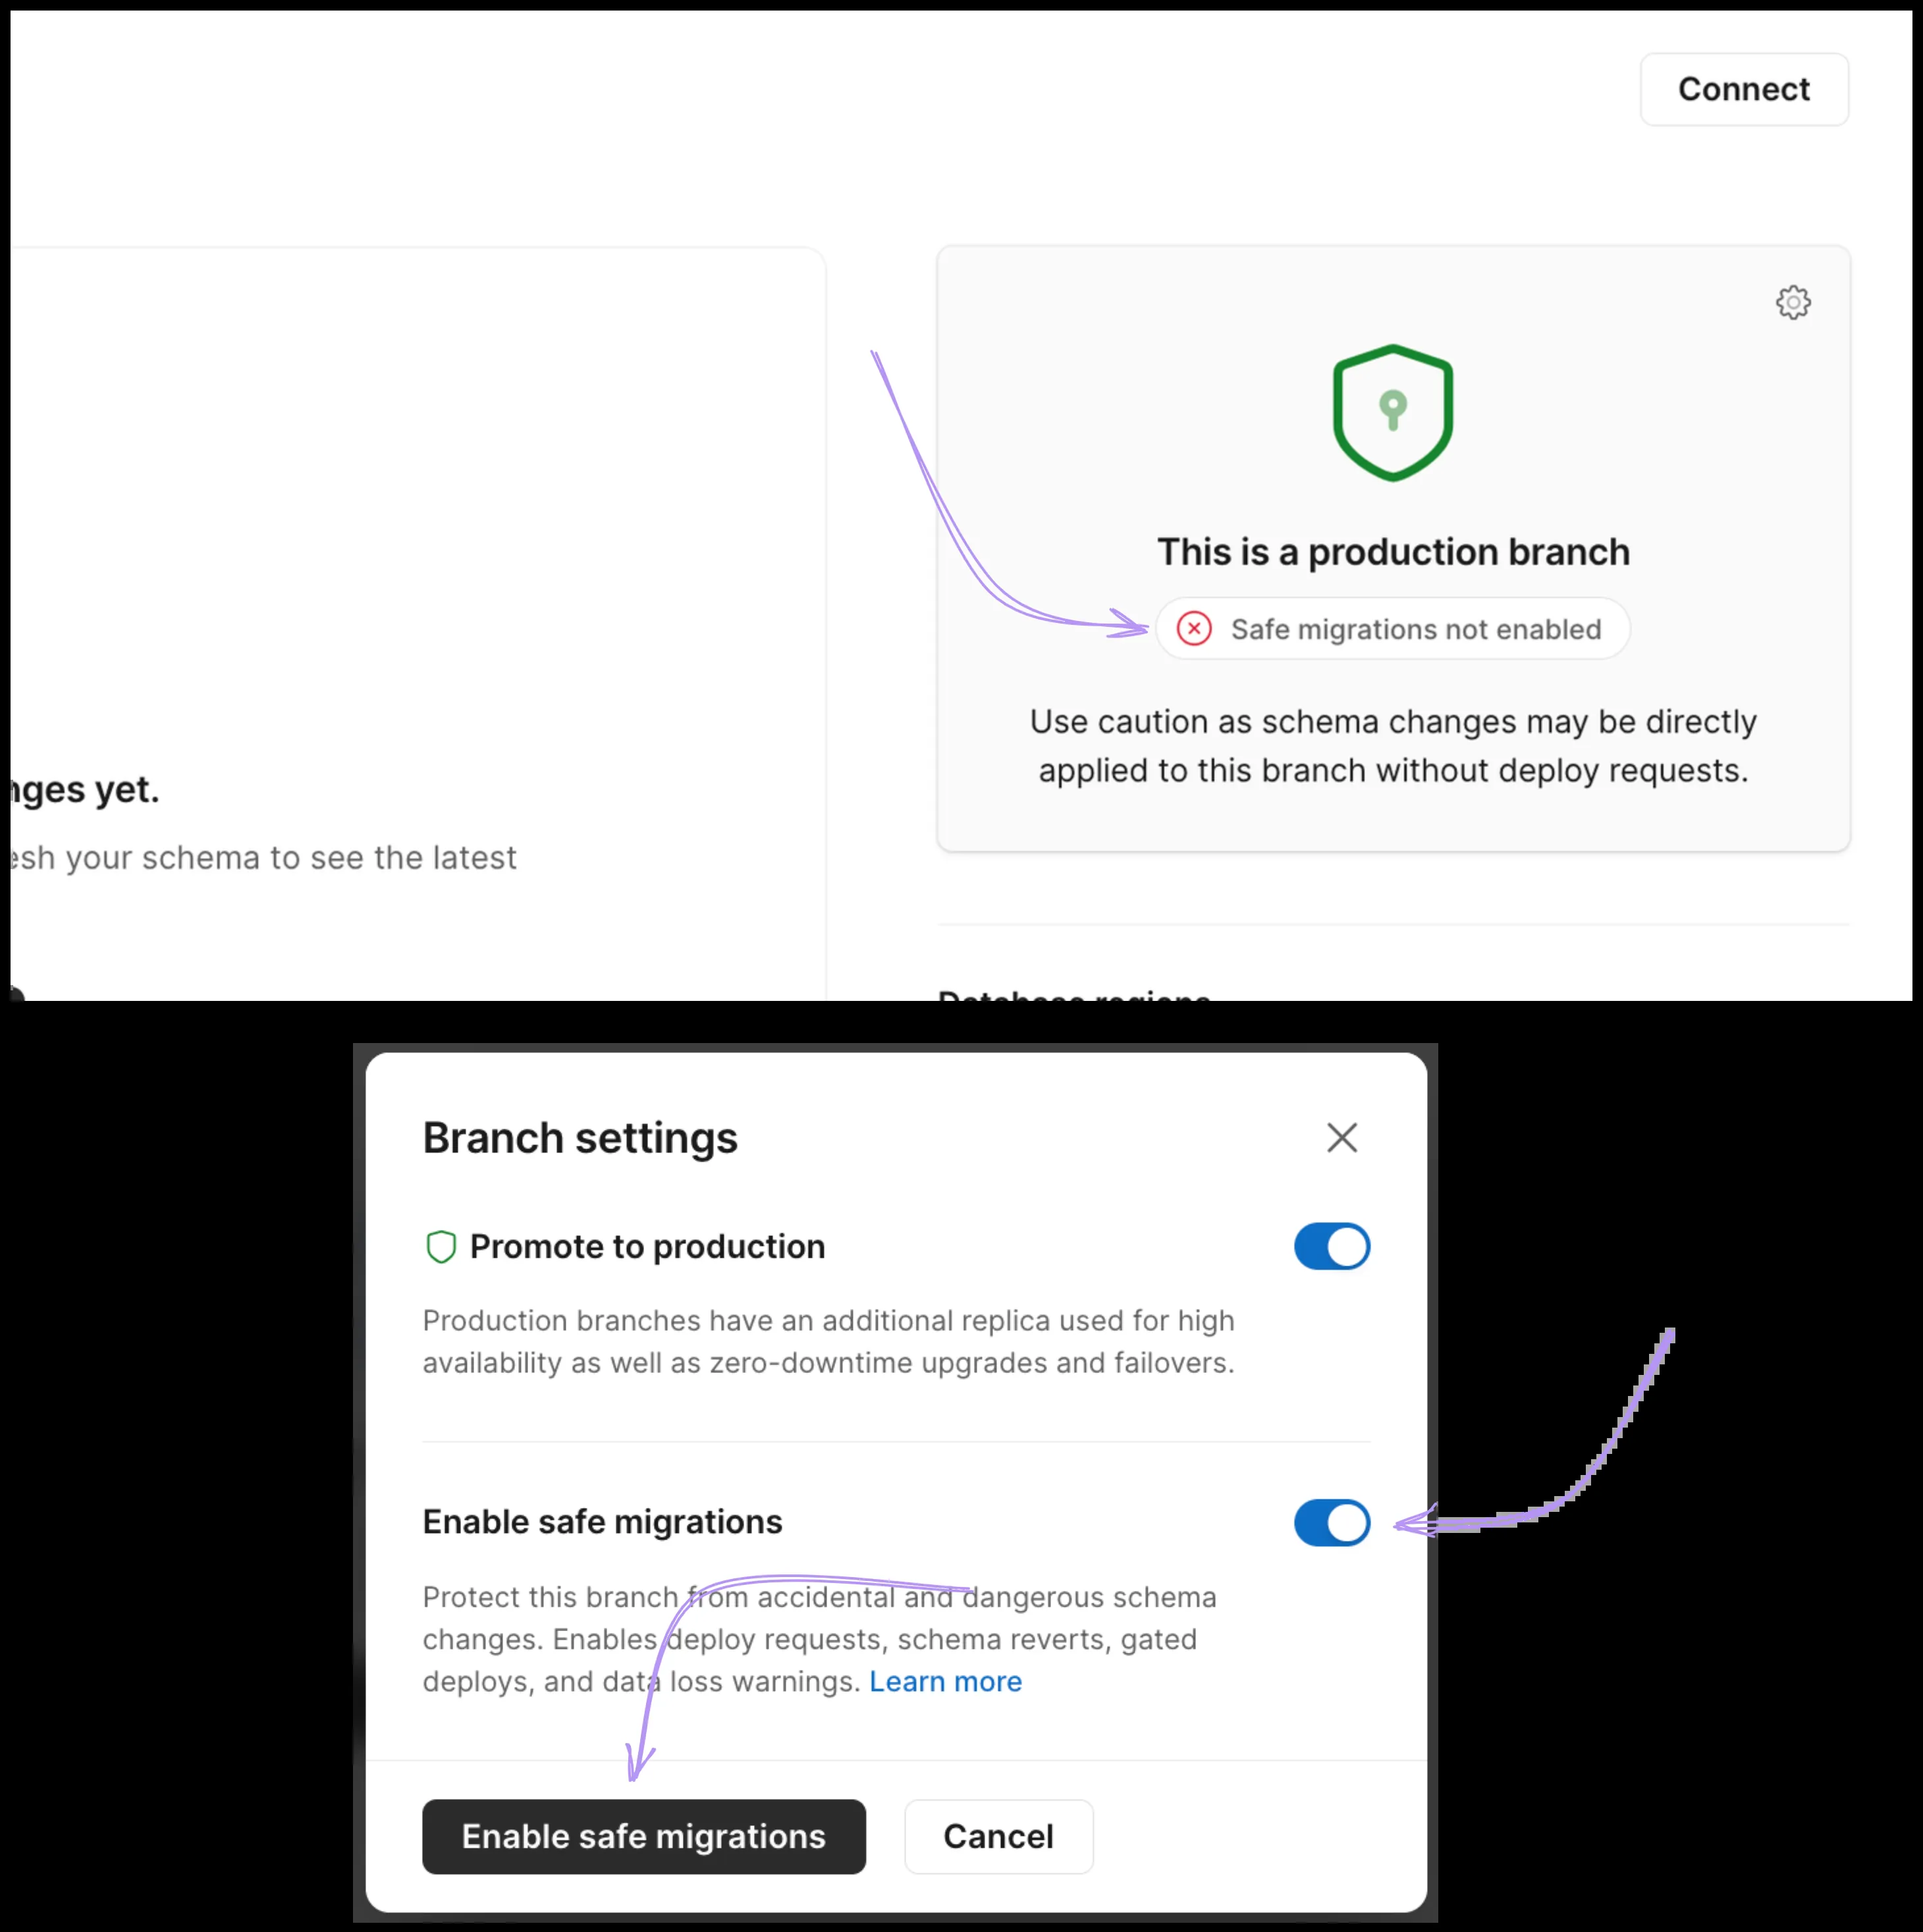 Connect
This is a production branch
Safe migrations not enabled
Use caution as schema changes may be directly
applied to this branch without deploy requests.
yet.
your schema to see the latest
Database regions
Branch settings
Promote to production
Production branches have an additional replica used for high
availability as well as zero-downtime upgrades and failovers.
Enable safe migrations
Protect this branch from accidental and dangerous schema
changes. Enables deploy requests, schema reverts, gated
deploys, and data loss warnings. Learn more
Enable safe migrations
Cancel